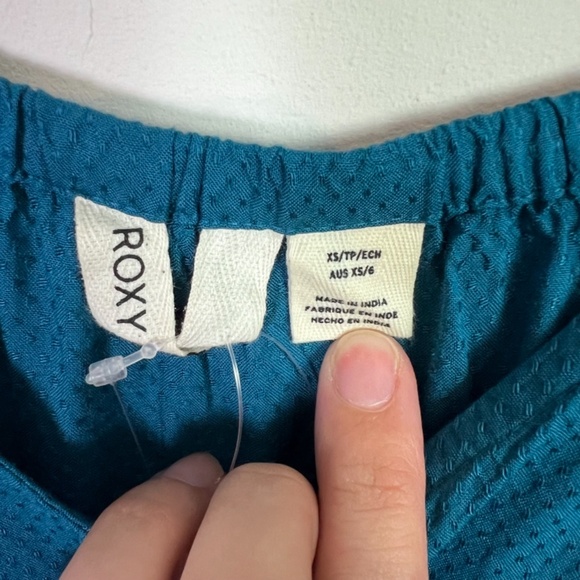 ROXY
XS/TP/ECH
AUS XS/6
MADE IN INDIA
FABRIQUE EN INDE
HECHO EN INDIA